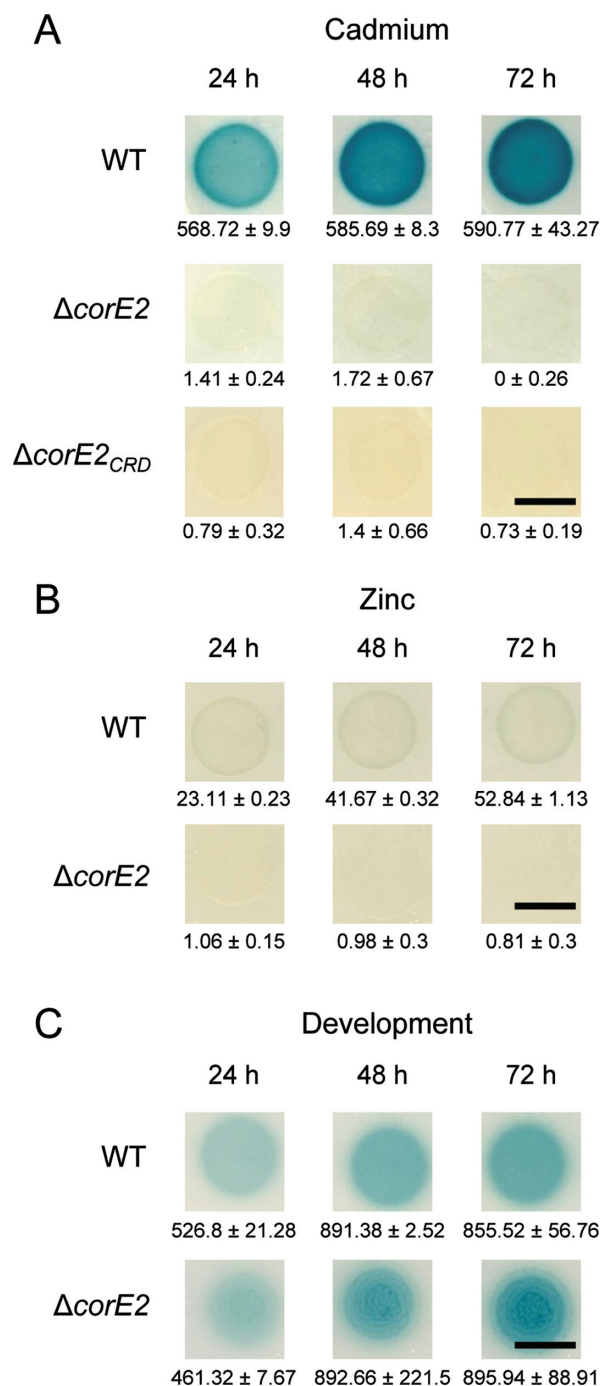 A
Cadmium
24 h 48 h 72 h
WT
568.72 ± 9.9 585.69 ± 8.3 590.77 ± 43.27
ΔcorE2
1.41 ± 0.24 1.72 ± 0.67 0 ± 0.26
ΔcorE2CRD
0.79 ± 0.32 1.4 ± 0.66 0.73 ± 0.19
B
Zinc
24 h 48 h 72 h
WT
23.11 ± 0.23 41.67 ± 0.32 52.84 ± 1.13
ΔcorE2
1.06 ± 0.15 0.98 ± 0.3 0.81 ± 0.3
C
Development
24 h 48 h 72 h
WT
526.8 ± 21.28 891.38 ± 2.52 855.52 ± 56.76
ΔcorE2
461.32 ± 7.67 892.66 ± 221.5 895.94 ± 88.91